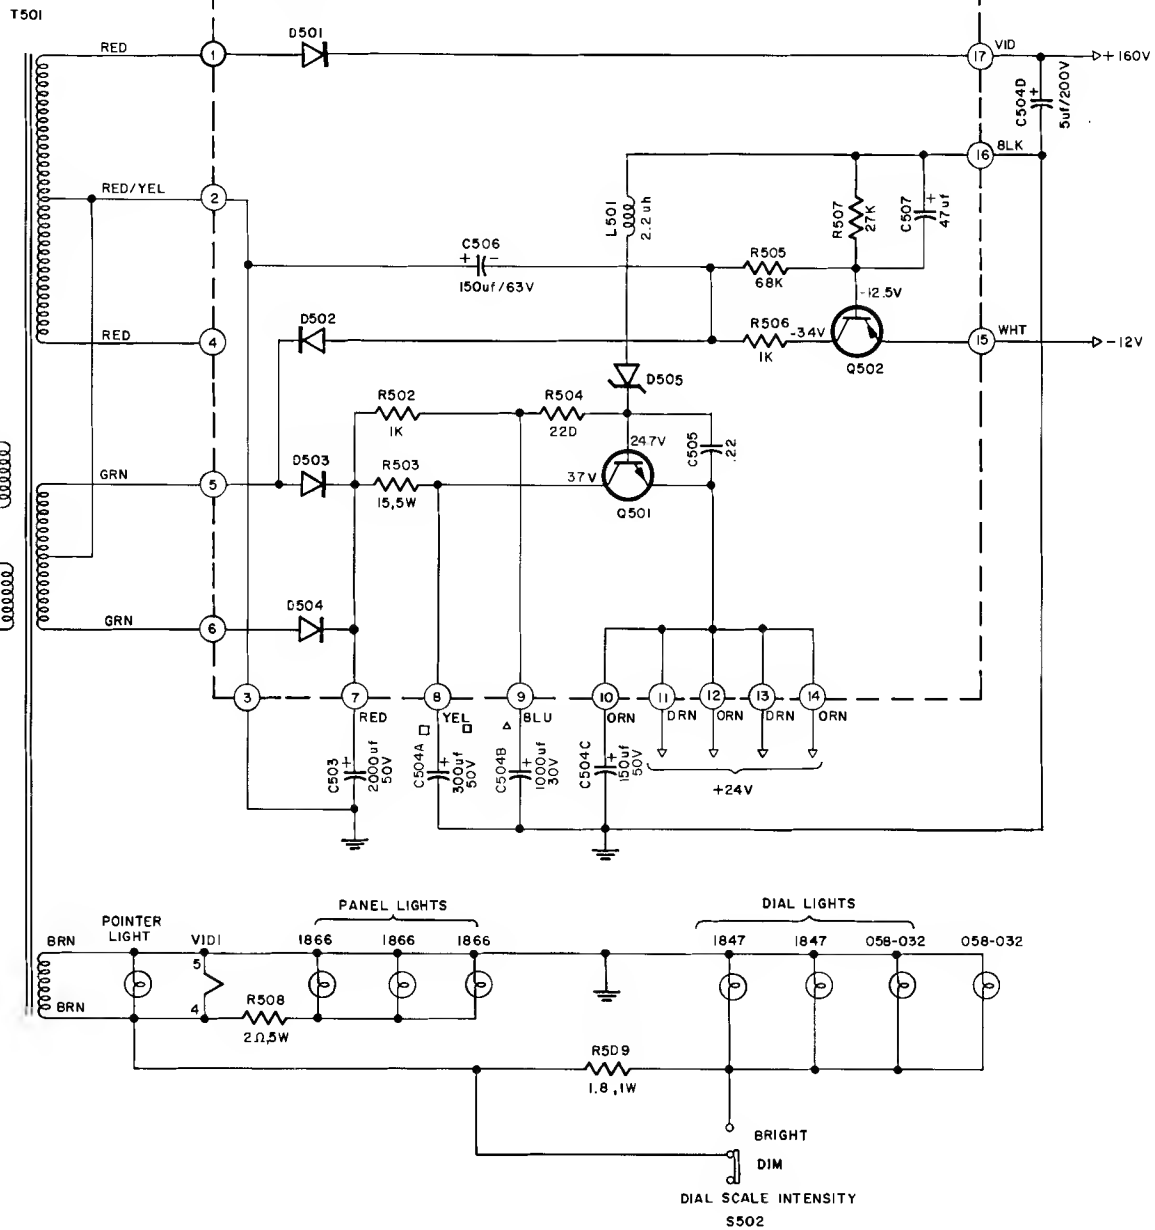 T501
RED
1
D501
17
VID
+160V
C504D
+
5uf/200V
16
BLK
RED/YEL
2
L501
2.2 uh
R507
27K
C507
+
47uf
C506
+ -
150uf/63V
R505
68K
-12.5V
RED
4
D502
R506
1K
-34V
Q502
15
WHT
-12V
D505
R502
1K
R504
22D
24.7V
C505
.22
GRN
5
D503
R503
15,5W
37V
Q501
GRN
6
D504
3
7
8
9
10
11
12
13
14
RED
YEL
BLU
ORN
DRN
ORN
DRN
ORN
C503
+
2000uf
50V
C504A
+
300uf
50V
C504B
+
1000uf
30V
C504C
+
150uf
50V
+24V
POINTER
LIGHT
PANEL LIGHTS
DIAL LIGHTS
BRN
VIDI
1866
1866
1866
1847
1847
058-032
058-032
5
4
BRN
R508
2Ω,5W
R5D9
1.8,1W
BRIGHT
DIM
DIAL SCALE INTENSITY
S502